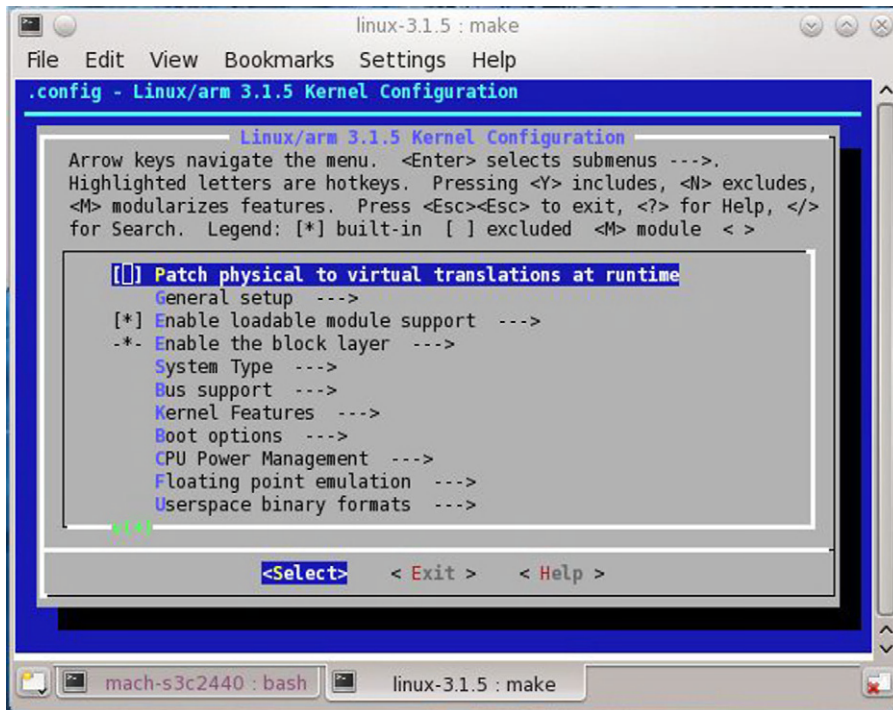 linux-3.1.5 : make
File Edit View Bookmarks Settings Help
.config - Linux/arm 3.1.5 Kernel Configuration
Linux/arm 3.1.5 Kernel Configuration
Arrow keys navigate the menu. <Enter> selects submenus --->.
Highlighted letters are hotkeys. Pressing <Y> includes, <N> excludes,
<M> modularizes features. Press <Esc><Esc> to exit, <?> for Help, </>
for Search. Legend: [*] built-in [ ] excluded <M> module < >
[ ] Patch physical to virtual translations at runtime
General setup --->
[*] Enable loadable module support --->
-*- Enable the block layer --->
System Type --->
Bus support --->
Kernel Features --->
Boot options --->
CPU Power Management --->
Floating point emulation --->
Userspace binary formats --->
v(+)
<Select> < Exit > < Help >
mach-s3c2440 : bash linux-3.1.5 : make